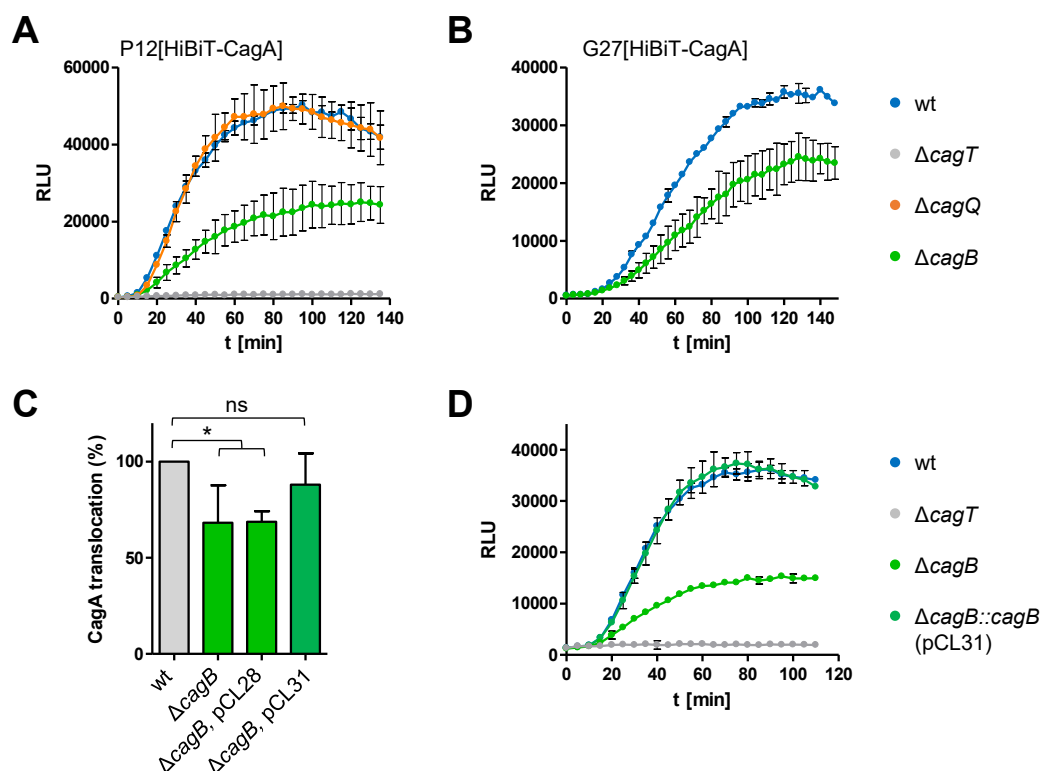 A
P12[HiBiT-CagA]
60000
40000
20000
0
RLU
0 20 40 60 80 100 120 140
t [min]
B
G27[HiBiT-CagA]
40000
30000
20000
10000
0
RLU
0 20 40 60 80 100 120 140
t [min]
wt
ΔcagT
ΔcagQ
ΔcagB
C
ns
*
100
50
0
CagA translocation (%)
wt
ΔcagB
ΔcagB, pCL28
ΔcagB, pCL31
D
40000
30000
20000
10000
0
RLU
0 20 40 60 80 100 120
t [min]
wt
ΔcagT
ΔcagB
ΔcagB::cagB
(pCL31)